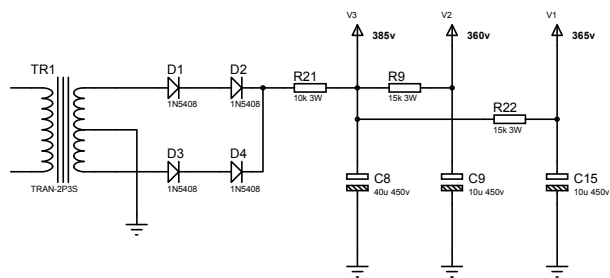 V3
385v
V2
360v
V1
365v
TR1
TRAN-2P3S
D1
1N5408
D2
1N5408
D3
1N5408
D4
1N5408
R21
10k 3W
R9
15k 3W
R22
15k 3W
C8
40u 450v
C9
10u 450v
C15
10u 450v